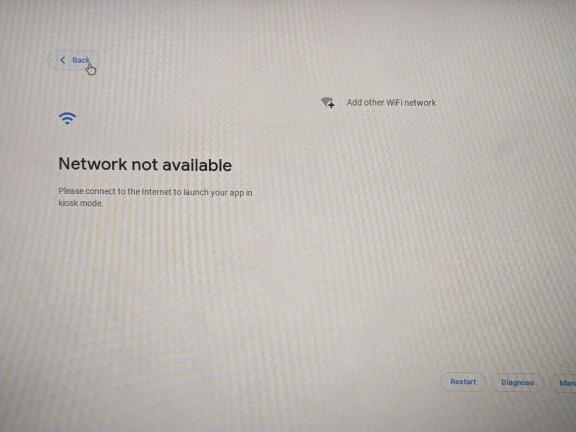 Back
Add other WiFi network
Network not available
Please connect to the Internet to launch your app in
kiosk mode.
Restart
Diagnose
Man